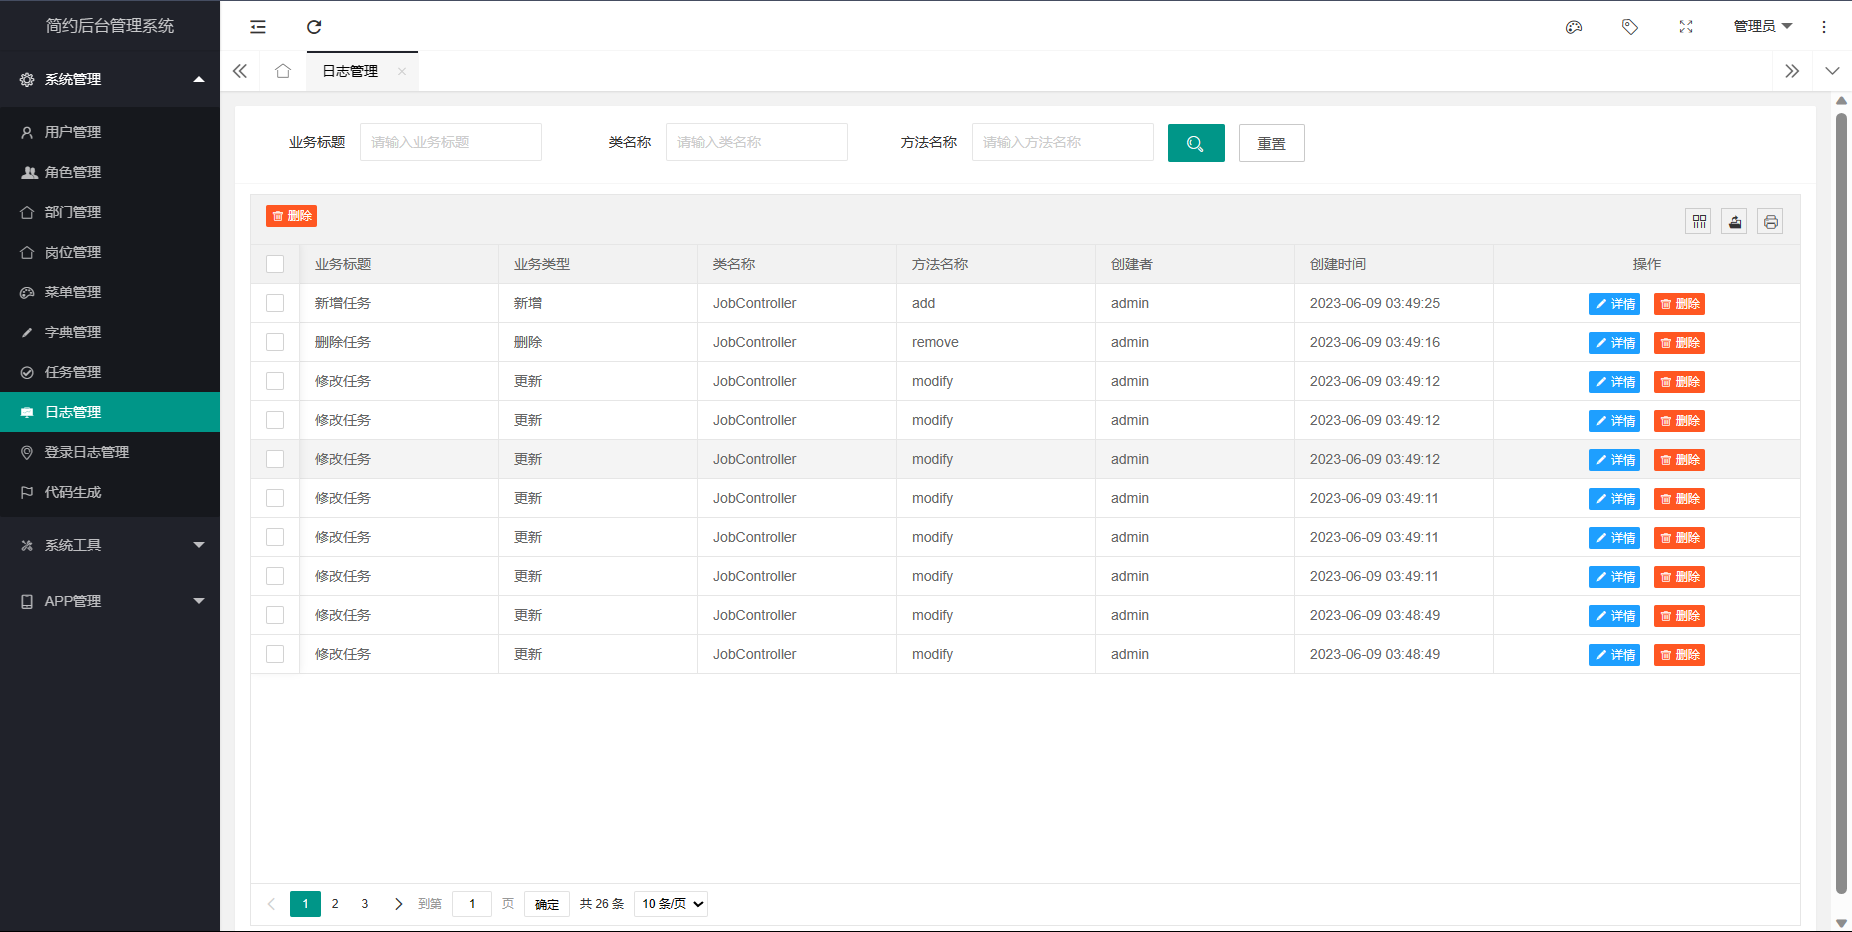 简约后台管理系统
管理员
系统管理
用户管理
角色管理
部门管理
岗位管理
菜单管理
字典管理
任务管理
日志管理
登录日志管理
代码生成
系统工具
APP管理
日志管理
业务标题 请输入业务标题 类名称 请输入类名称 方法名称 请输入方法名称 重置
删除
业务标题 业务类型 类名称 方法名称 创建者 创建时间 操作
新增任务 新增 JobController add admin 2023-06-09 03:49:25 详情 删除
删除任务 删除 JobController remove admin 2023-06-09 03:49:16 详情 删除
修改任务 更新 JobController modify admin 2023-06-09 03:49:12 详情 删除
修改任务 更新 JobController modify admin 2023-06-09 03:49:12 详情 删除
修改任务 更新 JobController modify admin 2023-06-09 03:49:12 详情 删除
修改任务 更新 JobController modify admin 2023-06-09 03:49:11 详情 删除
修改任务 更新 JobController modify admin 2023-06-09 03:49:11 详情 删除
修改任务 更新 JobController modify admin 2023-06-09 03:49:11 详情 删除
修改任务 更新 JobController modify admin 2023-06-09 03:48:49 详情 删除
修改任务 更新 JobController modify admin 2023-06-09 03:48:49 详情 删除
1 2 3 到第 1 页 确定 共 26 条 10 条/页